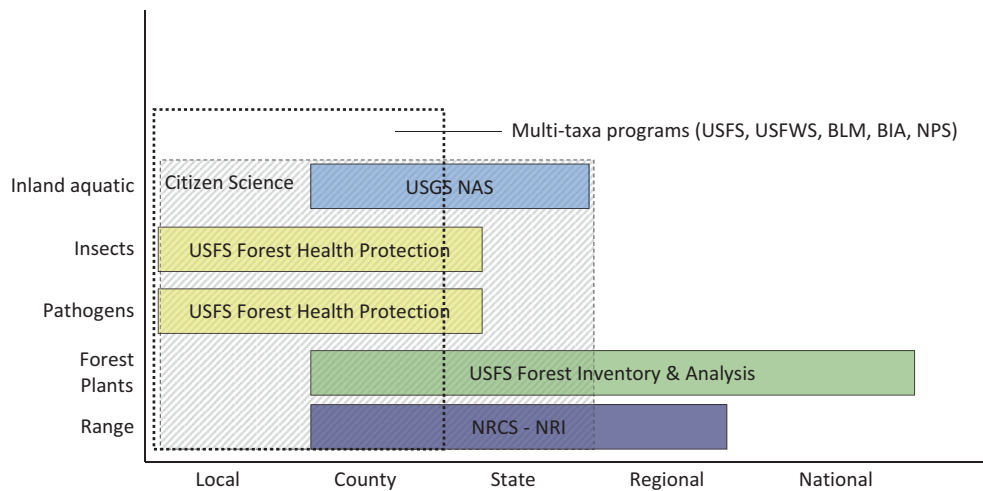 Multi-taxa programs (USFS, USFWS, BLM, BIA, NPS)
Inland aquatic
Citizen Science
USGS NAS
Insects
USFS Forest Health Protection
Pathogens
USFS Forest Health Protection
Forest
Plants
USFS Forest Inventory & Analysis
Range
NRCS - NRI
Local County State Regional National